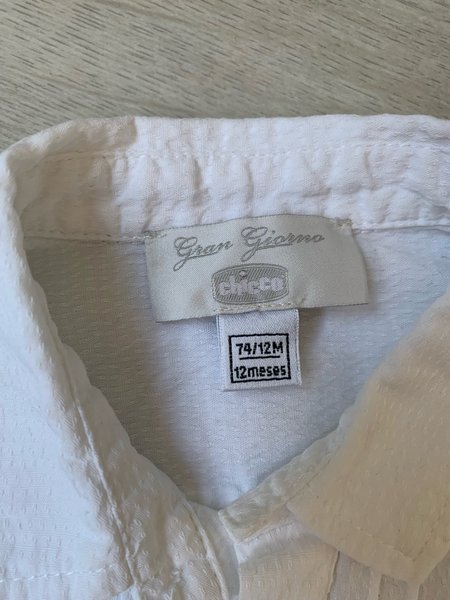 Gran Giorno
chicco
74/12M
12meses